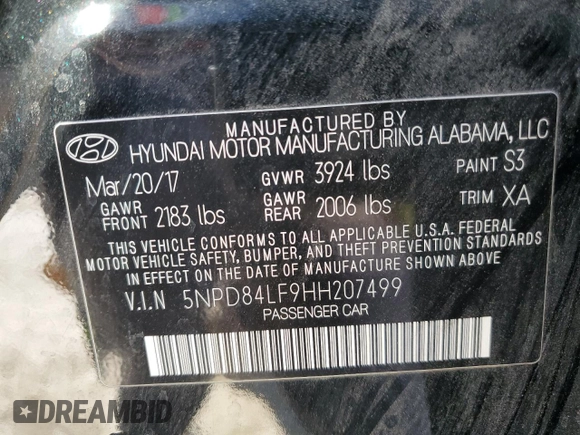 MANUFACTURED BY
HYUNDAI MOTOR MANUFACTURING ALABAMA, LLC
Mar/20/17 GVWR 3924 lbs PAINT S3
GAWR FRONT 2183 lbs GAWR REAR 2006 lbs TRIM XA
THIS VEHICLE CONFORMS TO ALL APPLICABLE U.S.A. FEDERAL
MOTOR VEHICLE SAFETY, BUMPER, AND THEFT PREVENTION STANDARDS
IN EFFECT ON THE DATE OF MANUFACTURE SHOWN ABOVE
V.I.N 5NPD84LF9HH207499
PASSENGER CAR
DREAMBID